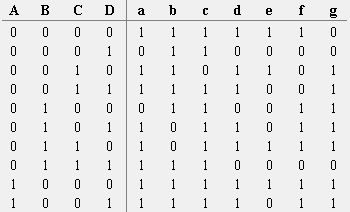 A B C D a b c d e f g
0 0 0 0 1 1 1 1 1 1 0
0 0 0 1 0 1 1 0 0 0 0
0 0 1 0 1 1 0 1 1 0 1
0 0 1 1 1 1 1 1 0 0 1
0 1 0 0 0 1 1 0 0 1 1
0 1 0 1 1 0 1 1 0 1 1
0 1 1 0 1 0 1 1 1 1 1
0 1 1 1 1 1 1 0 0 0 0
1 0 0 0 1 1 1 1 1 1 1
1 0 0 1 1 1 1 1 0 1 1